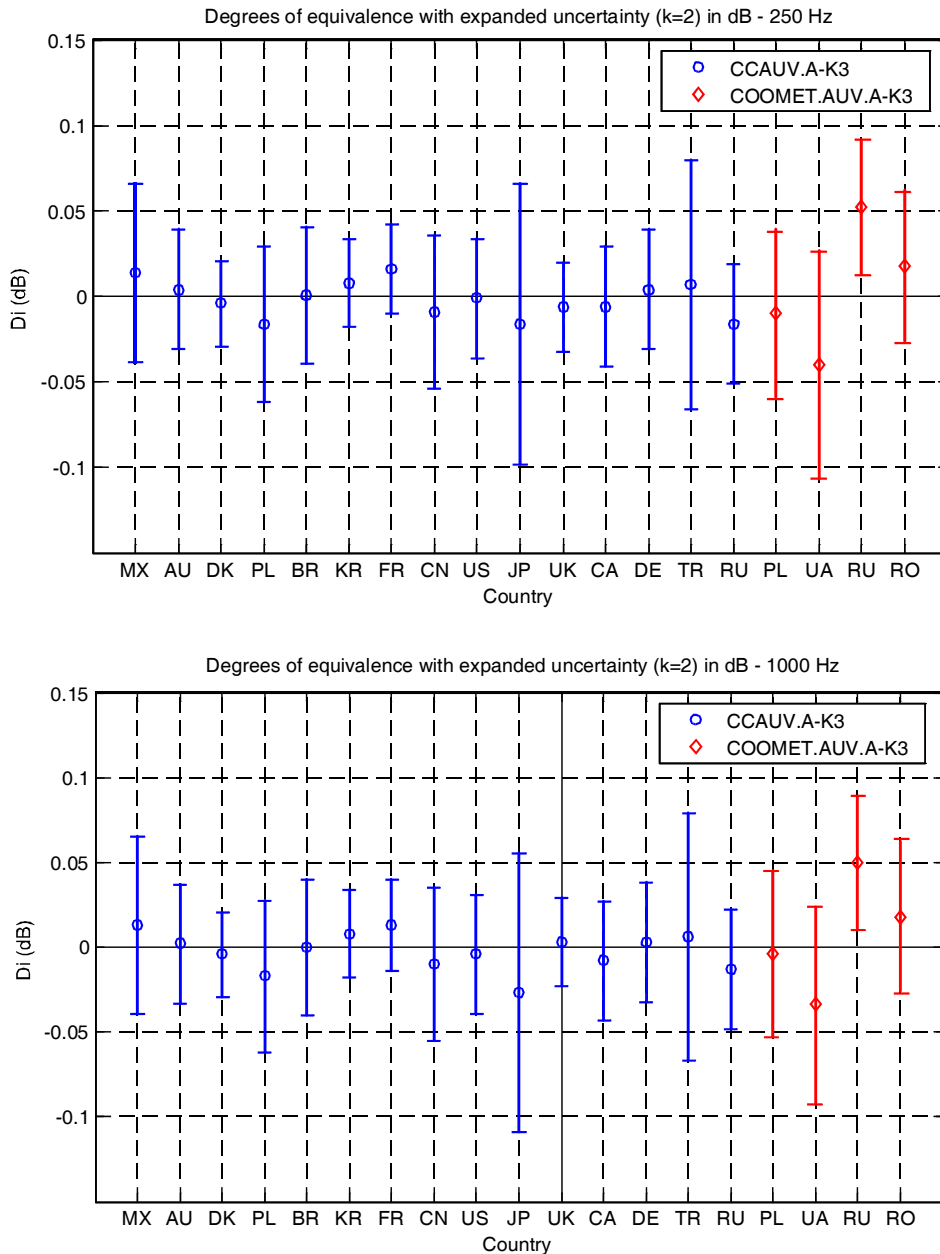 Degrees of equivalence with expanded uncertainty (k=2) in dB - 250 Hz
0.15
CCAUV.A-K3
COOMET.AUV.A-K3
0.1
0.05
0
-0.05
-0.1
Di (dB)
MX AU DK PL BR KR FR CN US JP UK CA DE TR RU PL UA RU RO
Country
Degrees of equivalence with expanded uncertainty (k=2) in dB - 1000 Hz
0.15
CCAUV.A-K3
COOMET.AUV.A-K3
0.1
0.05
0
-0.05
-0.1
Di (dB)
MX AU DK PL BR KR FR CN US JP UK CA DE TR RU PL UA RU RO
Country